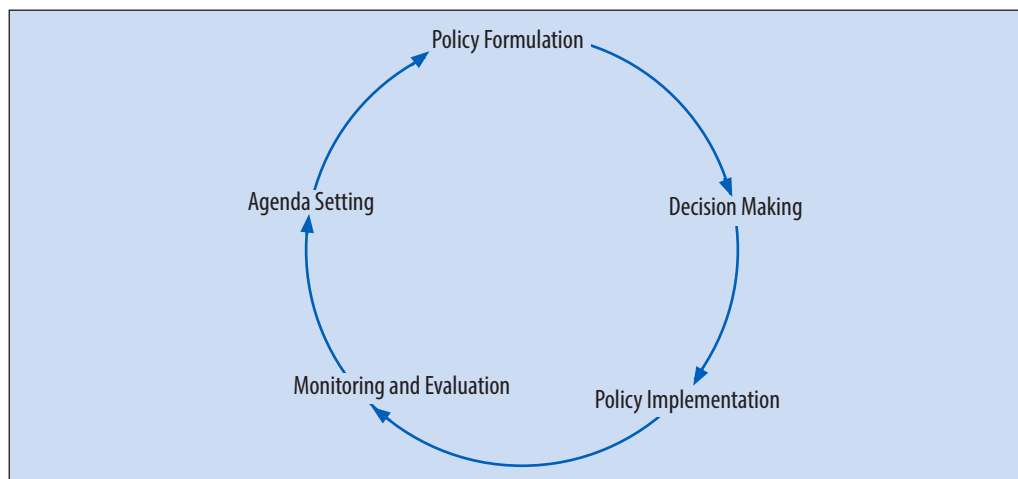 Policy Formulation
Agenda Setting
Decision Making
Monitoring and Evaluation
Policy Implementation